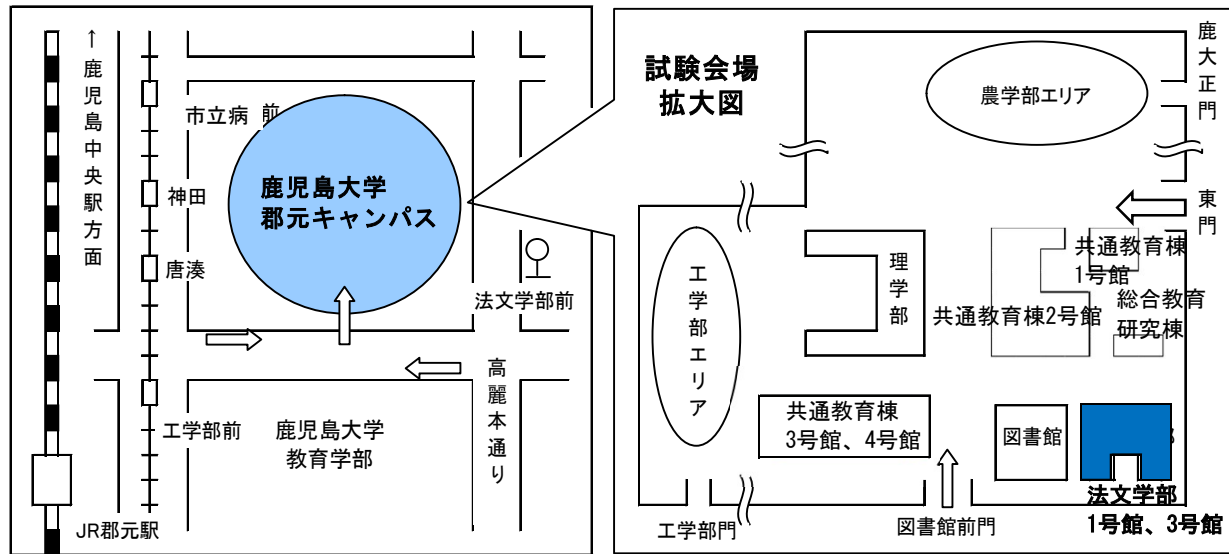 ↑鹿児島中央駅方面
市立病
前
神田
唐湊
工学部前
JR郡元駅
鹿児島大学
郡元キャンパス
法文学部前
高麗本通り
鹿児島大学
教育学部
試験会場
拡大図
農学部エリア
鹿大正門
東門
工学部エリア
理学部
共通教育棟
1号館
共通教育棟2号館
総合教育
研究棟
共通教育棟
3号館、4号館
図書館
法文学部
1号館、3号館
工学部門
図書館前門